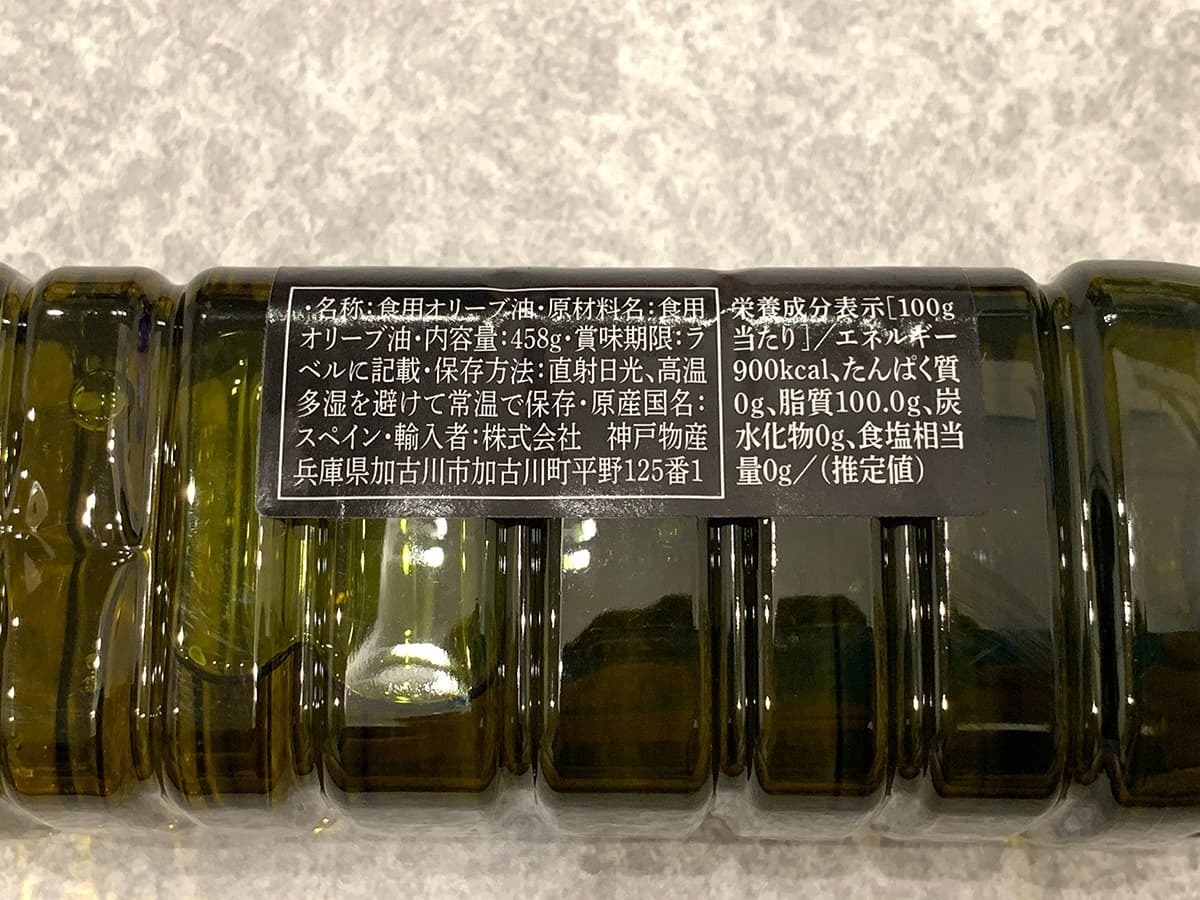 ・名称:食用オリーブ油・原材料名:食用
オリーブ油・内容量:458g・賞味期限:ラ
ベルに記載・保存方法:直射日光、高温
多湿を避けて常温で保存・原産国名:
スペイン・輸入者:株式会社　神戸物産
兵庫県加古川市加古川町平野125番1
栄養成分表示[100g
当たり]/エネルギー
900kcal、たんぱく質
0g、脂質100.0g、炭
水化物0g、食塩相当
量0g/(推定値)